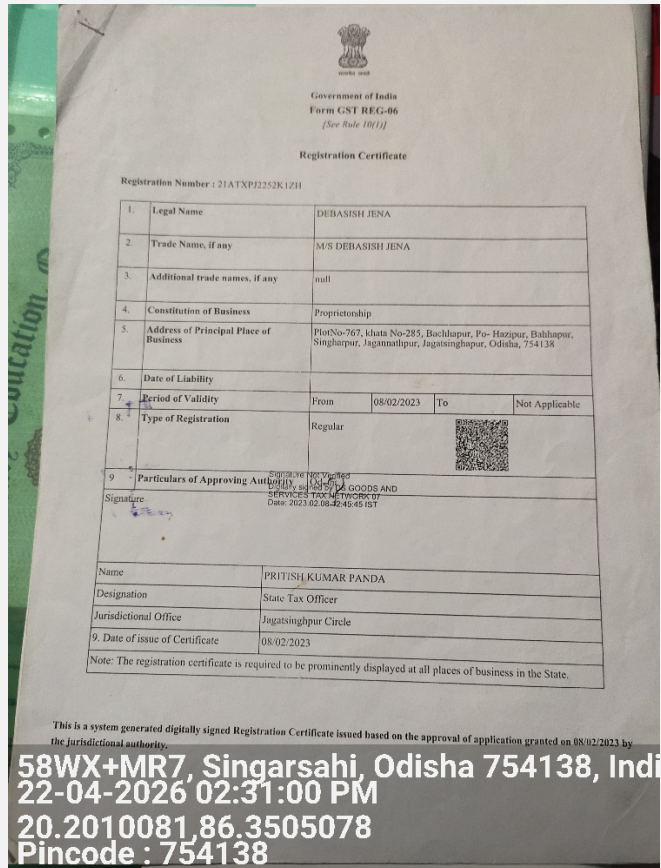 Government of India
Form GST REG-06
[See Rule 10(1)]
Registration Certificate
Registration Number : 21ATXPJ2252K1ZH
1. Legal Name DEBASISH JENA
2. Trade Name, if any M/S DEBASISH JENA
3. Additional trade names, if any null
4. Constitution of Business Proprietorship
5. Address of Principal Place of Business PlotNo-767, khata No-285, Bachhapur, Po- Hazipur, Bahhapur, Singharpur, Jagannathpur, Jagatsinghapur, Odisha, 754138
6. Date of Liability
7. Period of Validity From 08/02/2023 To Not Applicable
8. Type of Registration Regular
9 Particulars of Approving Authority
Signature Not Verified
Digitally signed by DS GOODS AND
SERVICES TAX NETWORK 07
Date: 2023.02.08 12:45:45 IST
Signature
Name PRITISH KUMAR PANDA
Designation State Tax Officer
Jurisdictional Office Jagatsinghpur Circle
9. Date of issue of Certificate 08/02/2023
Note: The registration certificate is required to be prominently displayed at all places of business in the State.
This is a system generated digitally signed Registration Certificate issued based on the approval of application granted on 08/02/2023 by
the jurisdictional authority.
Education
58WX+MR7, Singarsahi, Odisha 754138, Indi
22-04-2026 02:31:00 PM
20.2010081,86.3505078
Pincode : 754138